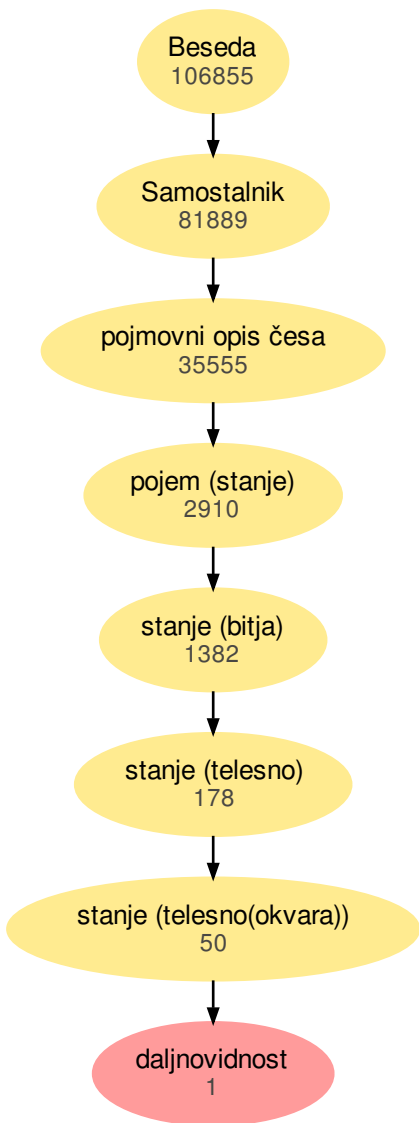 Beseda
106855
Samostalnik
81889
pojmovni opis česa
35555
pojem (stanje)
2910
stanje (bitja)
1382
stanje (telesno)
178
stanje (telesno(okvara))
50
daljnovidnost
1